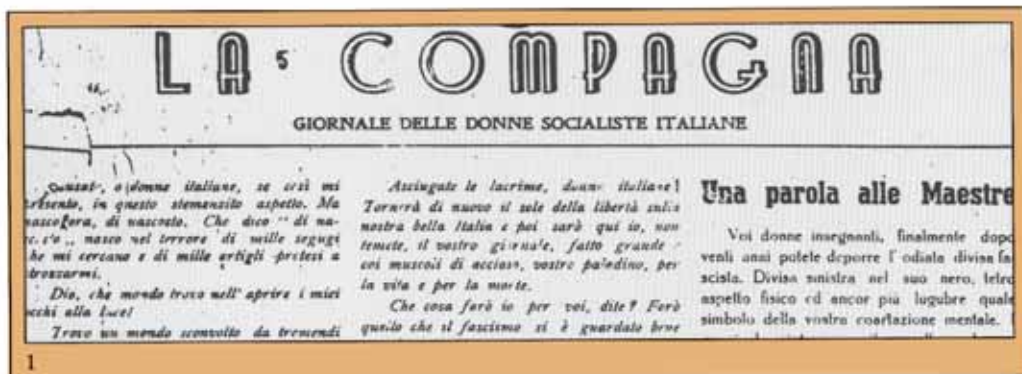 LA COMPAGNA
5
GIORNALE DELLE DONNE SOCIALISTE ITALIANE
o donne italiane, se così mi
presento, in questo stemenzito aspetto. Ma
nasco ora, di nascosto. Che dico " di na-
nasco nel terrore di mille segugi
che mi cercano e di mille artigli protesi a
strozzarmi.
Dio, che mondo trovo nell' aprire i miei
occhi alla luce!
Trovo un mondo sconvolto da tremendi
Asciugate le lacrime, donne italiane!
Tornerà di nuovo il sole della libertà sulla
nostra bella Italia e poi sarò qui io, non
temete, il vostro giornale, fatto grande e
coi muscoli di acciaio, vostro paladino, per
la vita e per la morte.
Che cosa farò io per voi, dite? Farò
quello che il fascismo si è guardato bene
Una parola alle Maestre
Voi donne insegnanti, finalmente dopo
venti anni potete deporre l' odiata divisa fa-
scista. Divisa sinistra nel suo nero, tetro
aspetto fisico ed ancor più lugubre quale
simbolo della vostra coartazione mentale.
1